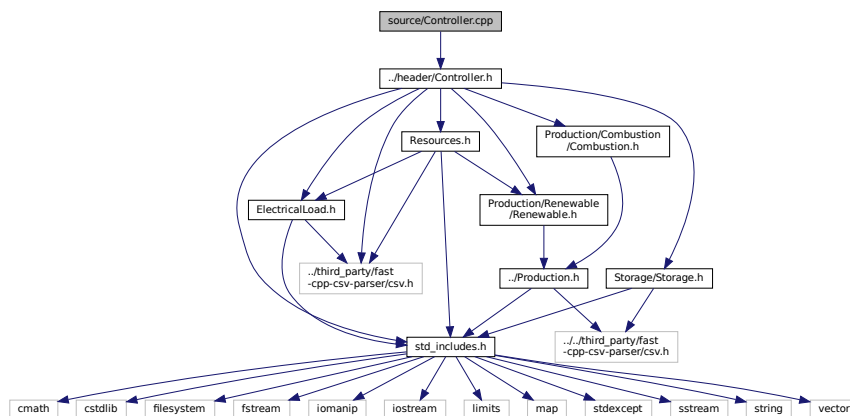 source/Controller.cpp
../header/Controller.h
Resources.h
Production/Combustion
/Combustion.h
ElectricalLoad.h
Production/Renewable
/Renewable.h
../third_party/fast
-cpp-csv-parser/csv.h
../Production.h
Storage/Storage.h
std_includes.h
../../third_party/fast
-cpp-csv-parser/csv.h
cmath
cstdlib
filesystem
fstream
iomanip
iostream
limits
map
stdexcept
sstream
string
vector